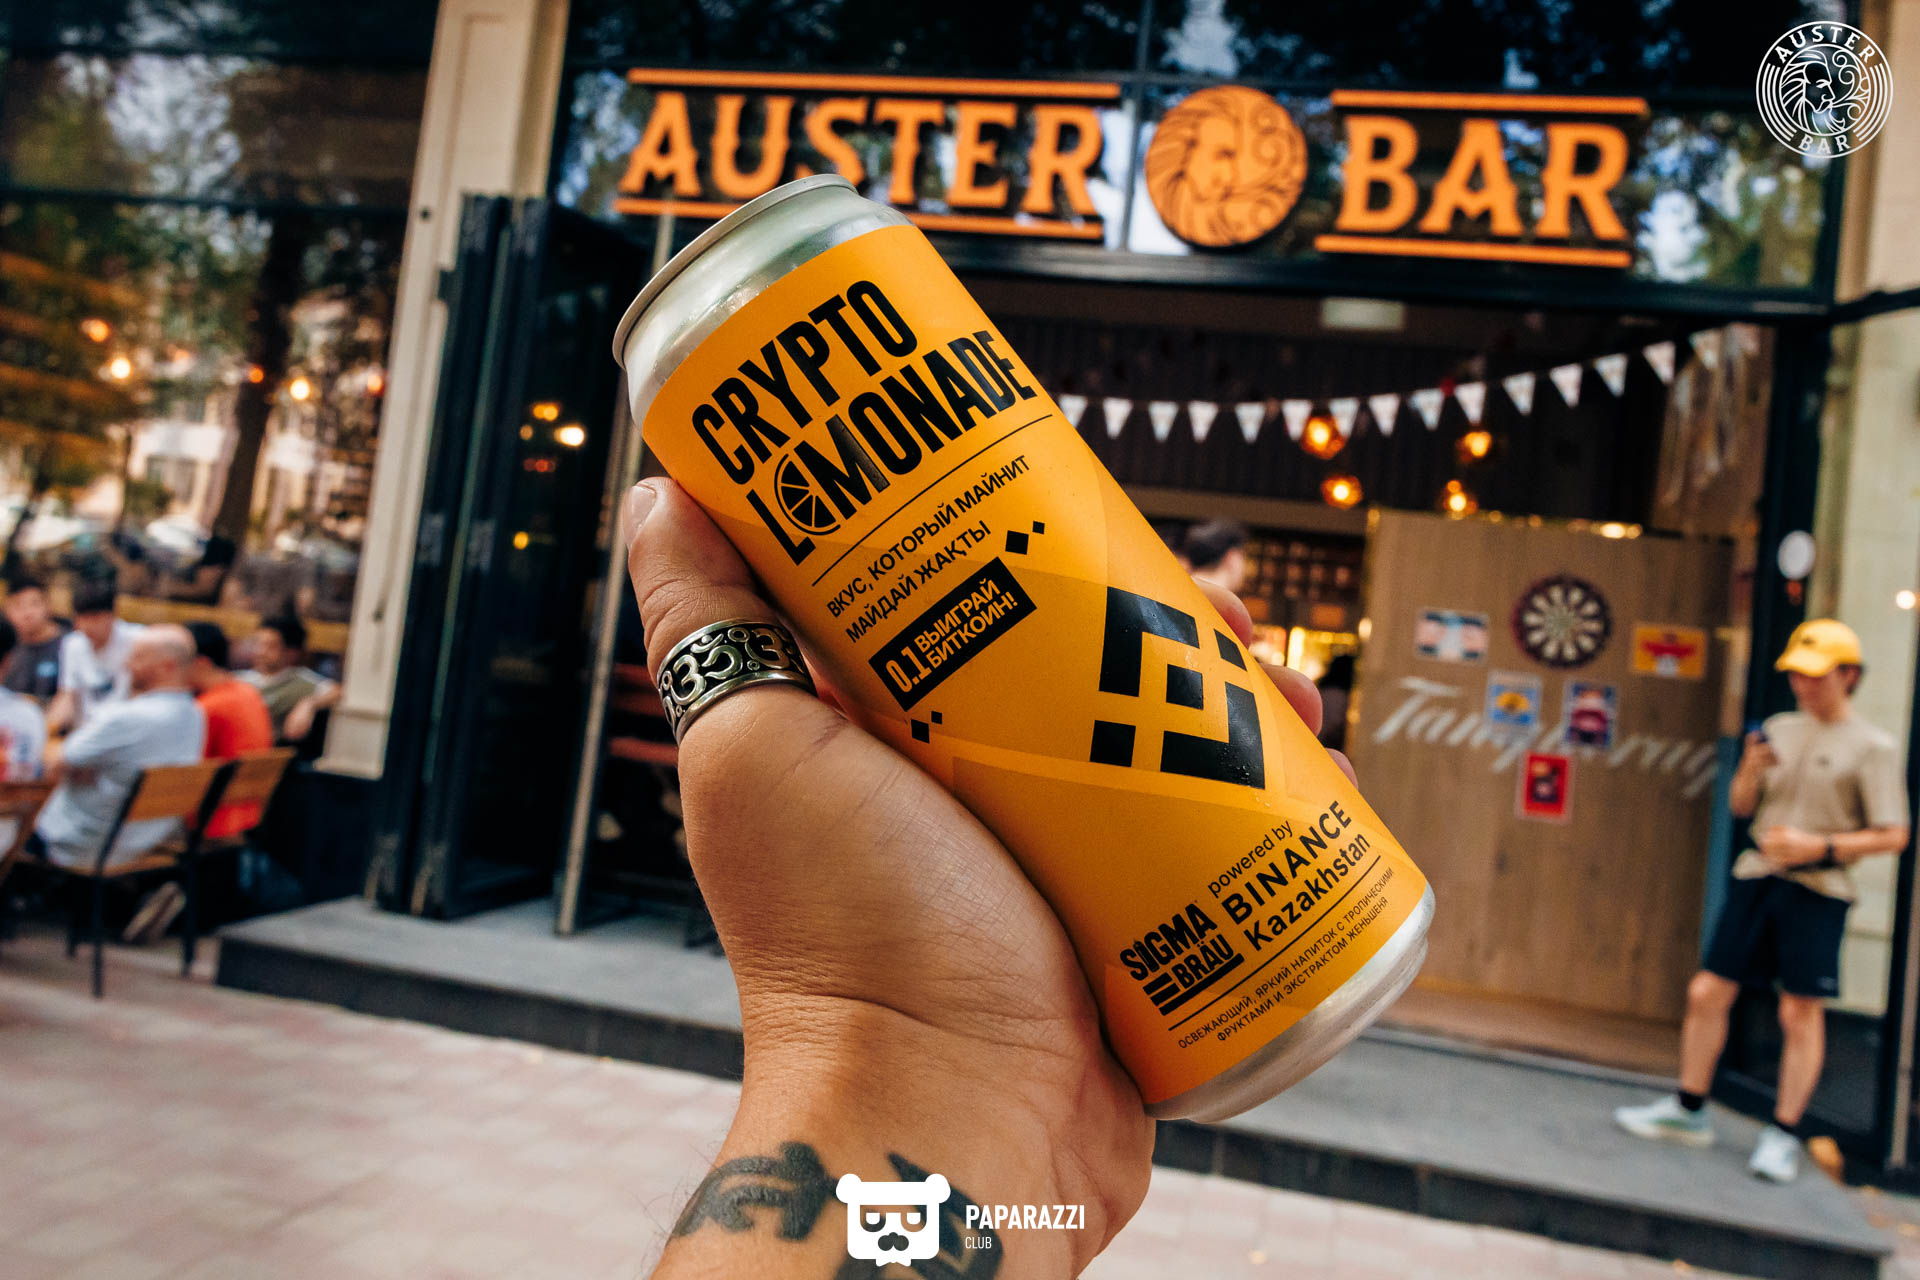 AUSTER BAR
AUSTER
BAR
CRYPTO
LEMONADE
ВКУС, КОТОРЫЙ МАЙНИТ
МАЙДАЙ ЖАҚТЫ
0.1 ВЫИГРАЙ
БИТКОИН!
powered by
BINANCE
Kazakhstan
SIGMA
BRÄU
ОСВЕЖАЮЩИЙ, ЯРКИЙ НАПИТОК С ТРОПИЧЕСКИМИ
ФРУКТАМИ И ЭКСТРАКТОМ ЖЕНЬШЕНЯ
Tanqueray
PAPARAZZI
CLUB